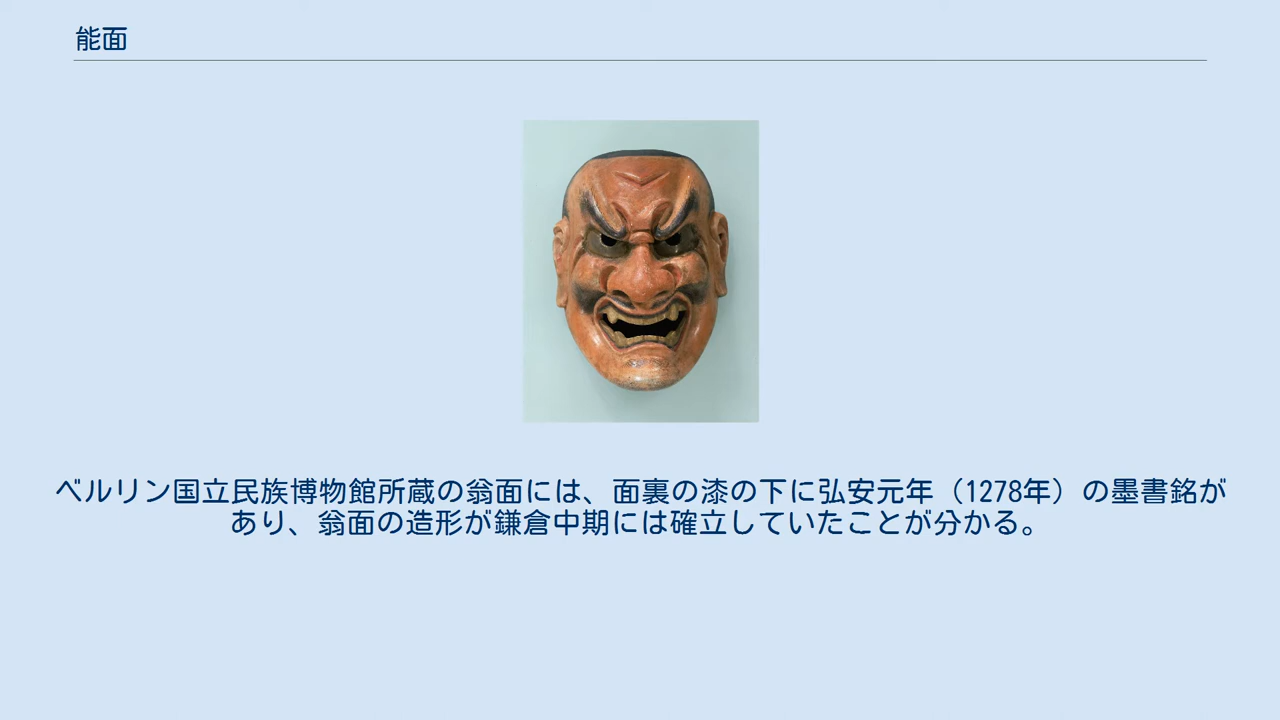 能面
ベルリン国立民族博物館所蔵の翁面には、面裏の漆の下に弘安元年（1278年）の墨書銘が
あり、翁面の造形が鎌倉中期には確立していたことが分かる。